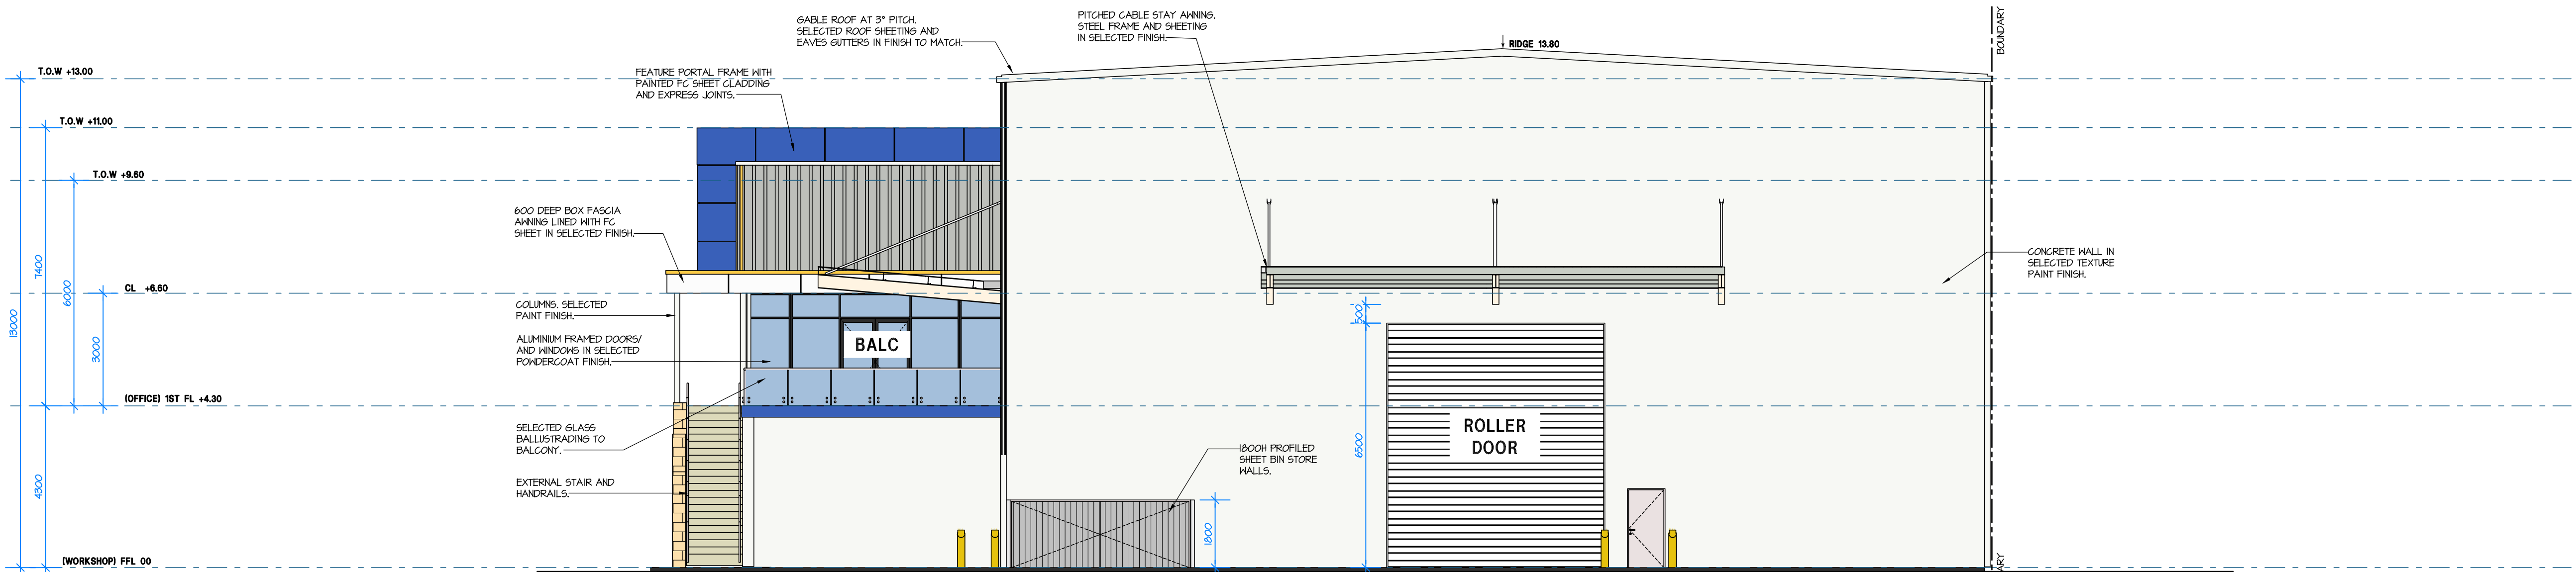 GABLE ROOF AT 3° PITCH.
SELECTED ROOF SHEETING AND
EAVES GUTTERS IN FINISH TO MATCH.
PITCHED CABLE STAY AWNING.
STEEL FRAME AND SHEETING
IN SELECTED FINISH.
RIDGE 13.80
BOUNDARY
T.O.W +13.00
FEATURE PORTAL FRAME WITH
PAINTED FC SHEET CLADDING
AND EXPRESS JOINTS.
T.O.W +11.00
T.O.W +9.60
600 DEEP BOX FASCIA
AWNING LINED WITH FC
SHEET IN SELECTED FINISH.
CONCRETE WALL IN
SELECTED TEXTURE
PAINT FINISH.
CL +6.60
13000
7400
6000
3000
COLUMNS, SELECTED
PAINT FINISH.
500
ALUMINIUM FRAMED DOORS/
AND WINDOWS IN SELECTED
POWDERCOAT FINISH.
BALC
(OFFICE) 1ST FL +4.30
SELECTED GLASS
BALLUSTRADING TO
BALCONY.
ROLLER
DOOR
6500
1800H PROFILED
SHEET BIN STORE
WALLS.
4300
EXTERNAL STAIR AND
HANDRAILS.
1800
(WORKSHOP) FFL 00
ARY